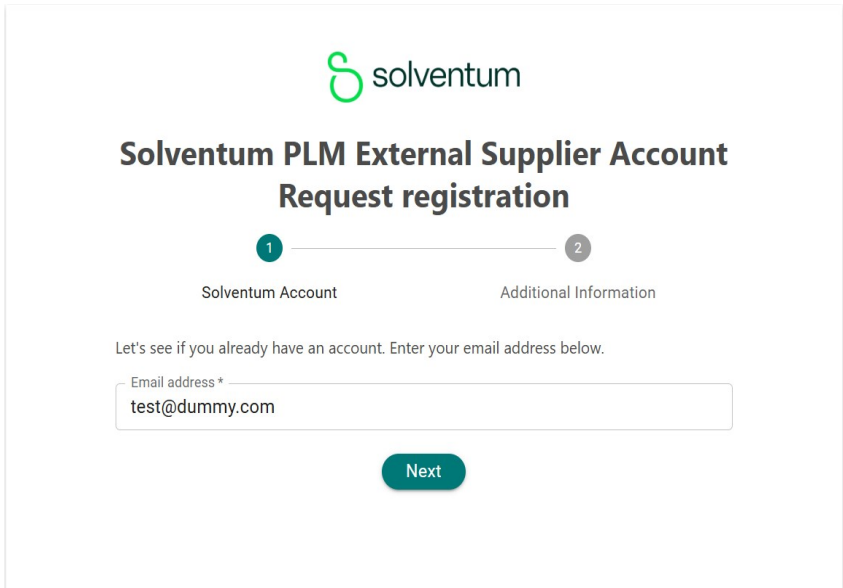 solventum
Solventum PLM External Supplier Account
Request registration
1
2
Solventum Account
Additional Information
Let's see if you already have an account. Enter your email address below.
Email address *
test@dummy.com
Next